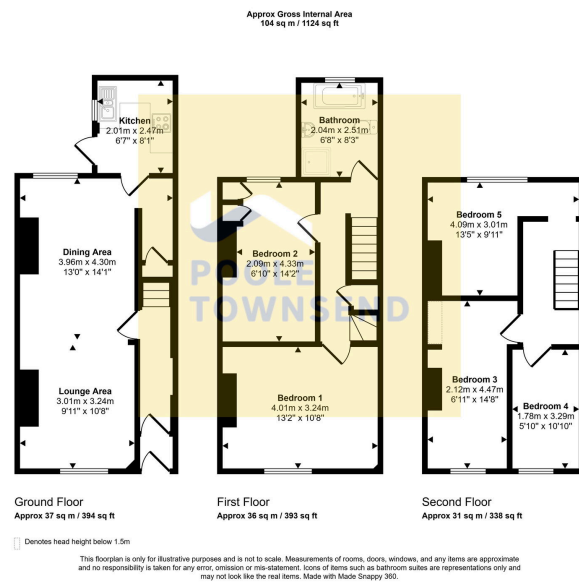 Approx Gross Internal Area
104 sq m / 1124 sq ft
Kitchen
2.01m x 2.47m
6'7" x 8'1"
Dining Area
3.96m x 4.30m
13'0" x 14'1"
Lounge Area
3.01m x 3.24m
9'11" x 10'8"
Bathroom
2.04m x 2.51m
6'8" x 8'3"
Bedroom 2
2.09m x 4.33m
6'10" x 14'2"
Bedroom 1
4.01m x 3.24m
13'2" x 10'8"
Bedroom 5
4.09m x 3.01m
13'5" x 9'11"
Bedroom 3
2.12m x 4.47m
6'11" x 14'8"
Bedroom 4
1.78m x 3.29m
5'10" x 10'10"
POOLE
TOWNSEND
Ground Floor
Approx 37 sq m / 394 sq ft
First Floor
Approx 36 sq m / 393 sq ft
Second Floor
Approx 31 sq m / 338 sq ft
Denotes head height below 1.5m
This floorplan is only for illustrative purposes and is not to scale. Measurements of rooms, doors, windows, and any items are approximate
and no responsibility is taken for any error, omission or mis-statement. Icons of items such as bathroom suites are representations only and
may not look like the real items. Made with Made Snappy 360.